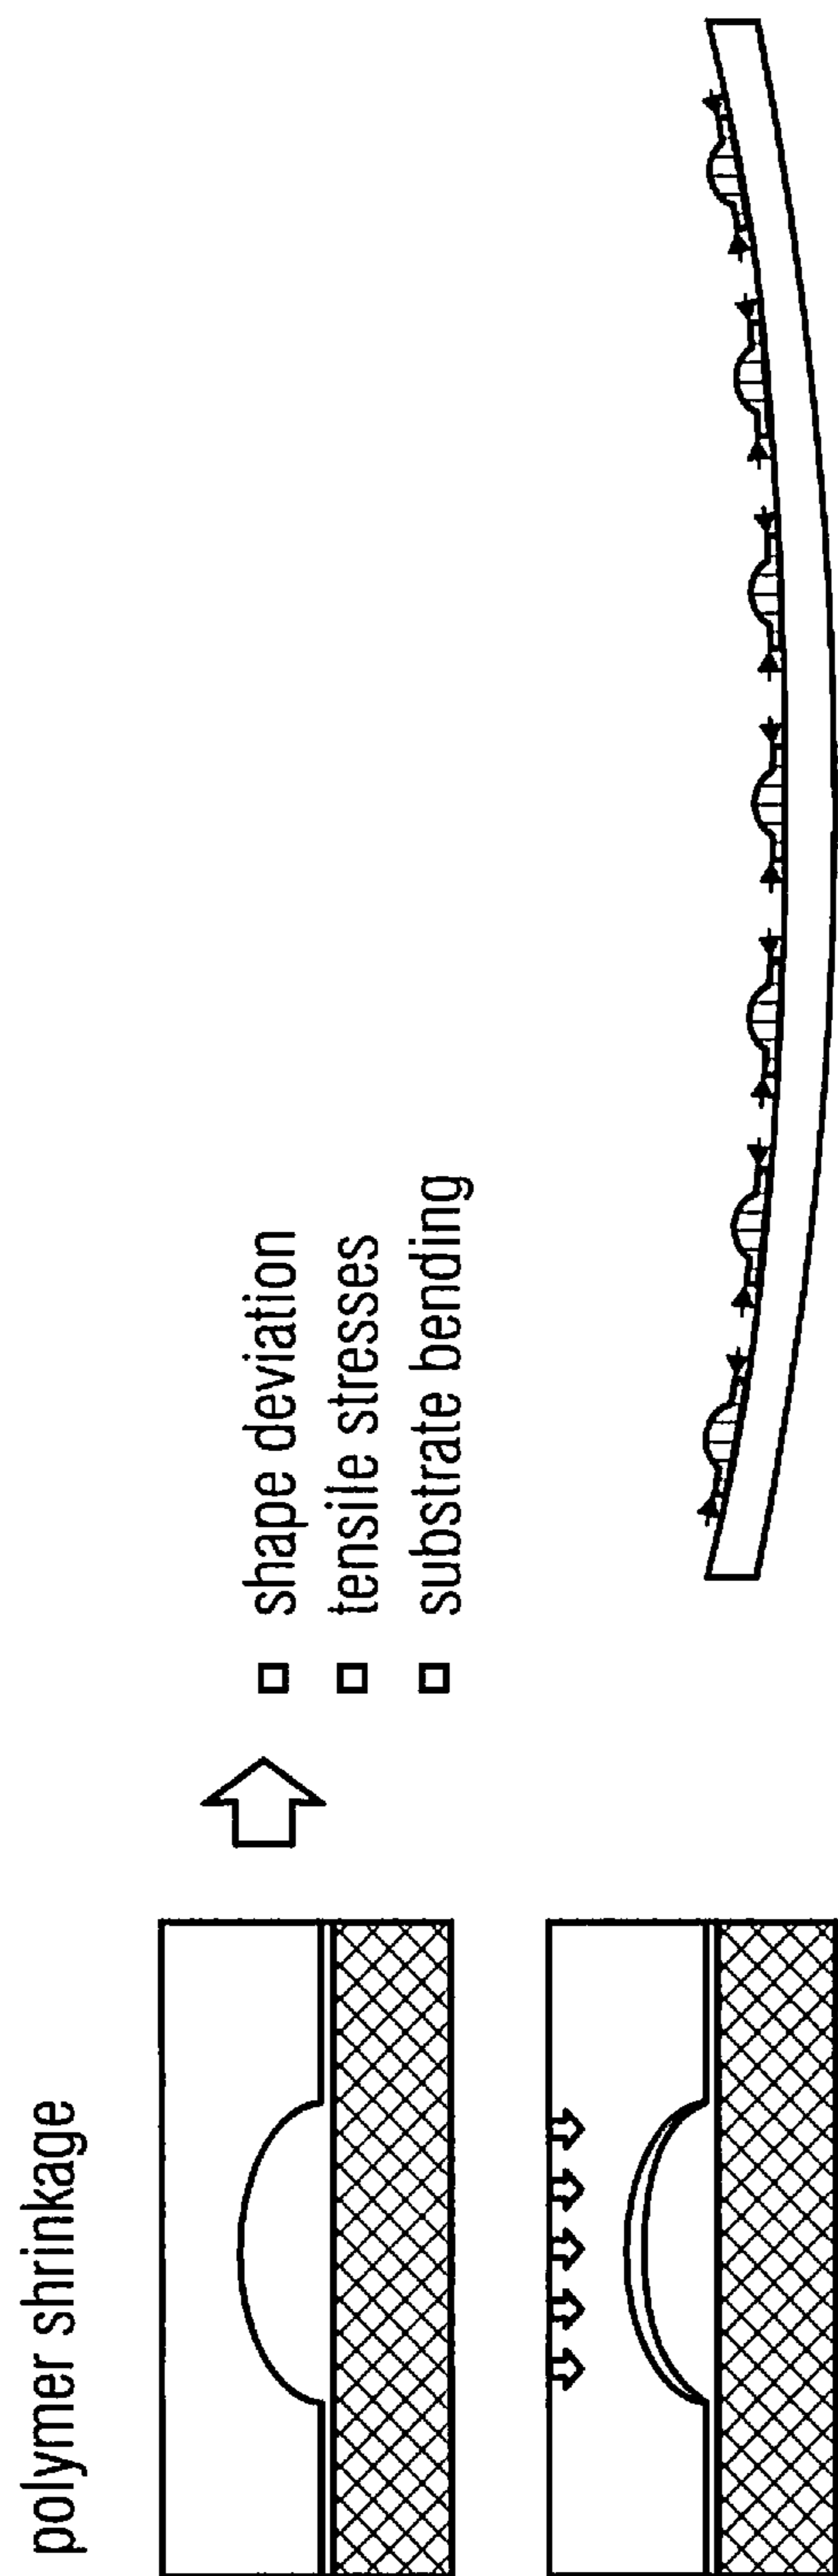 polymer shrinkage
shape deviation
tensile stresses
substrate bending